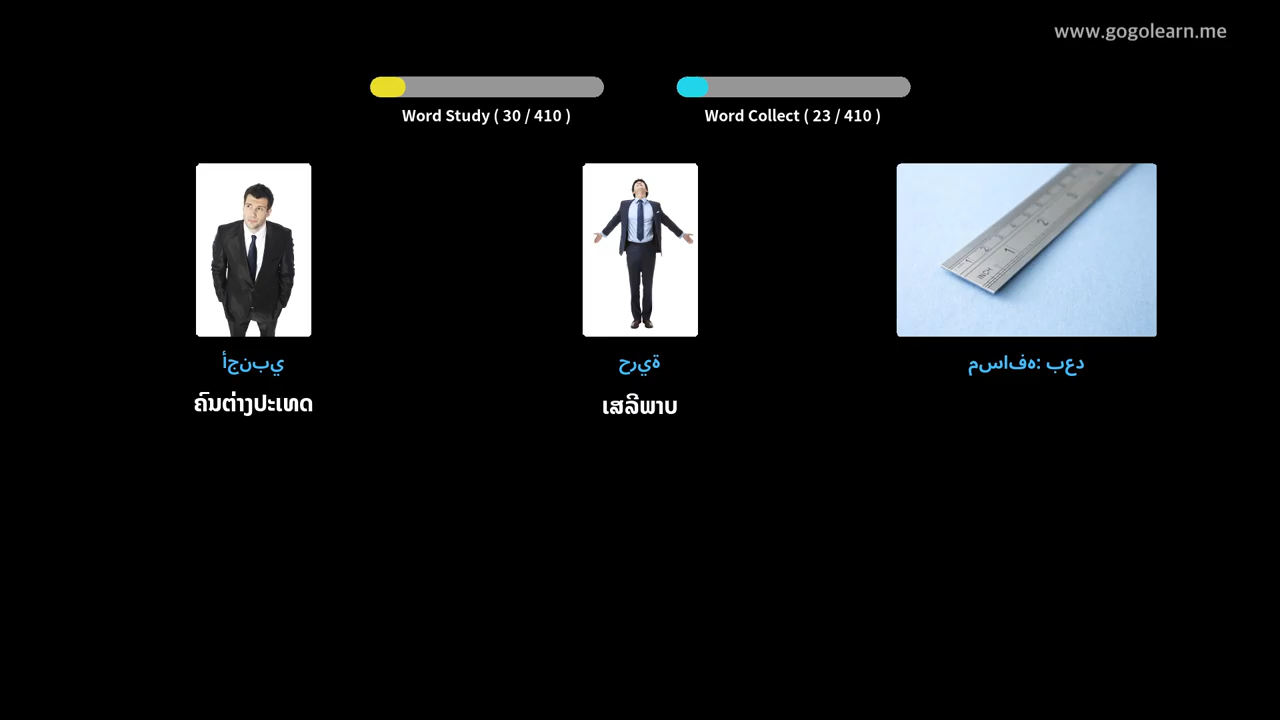 www.gogolearn.me
Word Study ( 30 / 410 )
Word Collect ( 23 / 410 )
أجنبي
حرية
مسافه: بعد
ຄົນຕ່າງປະເທດ
ເສລີພາບ